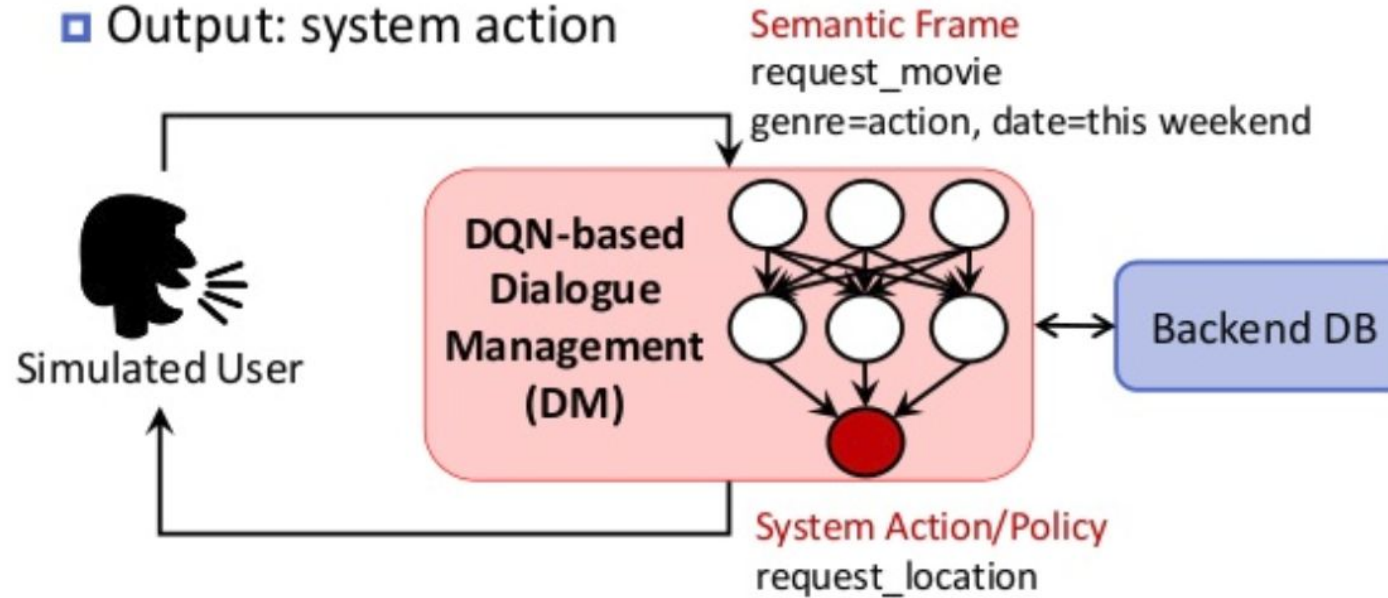 Output: system action
Semantic Frame
request_movie
genre=action, date=this weekend
DQN-based
Dialogue
Management
(DM)
Simulated User
Backend DB
System Action/Policy
request_location